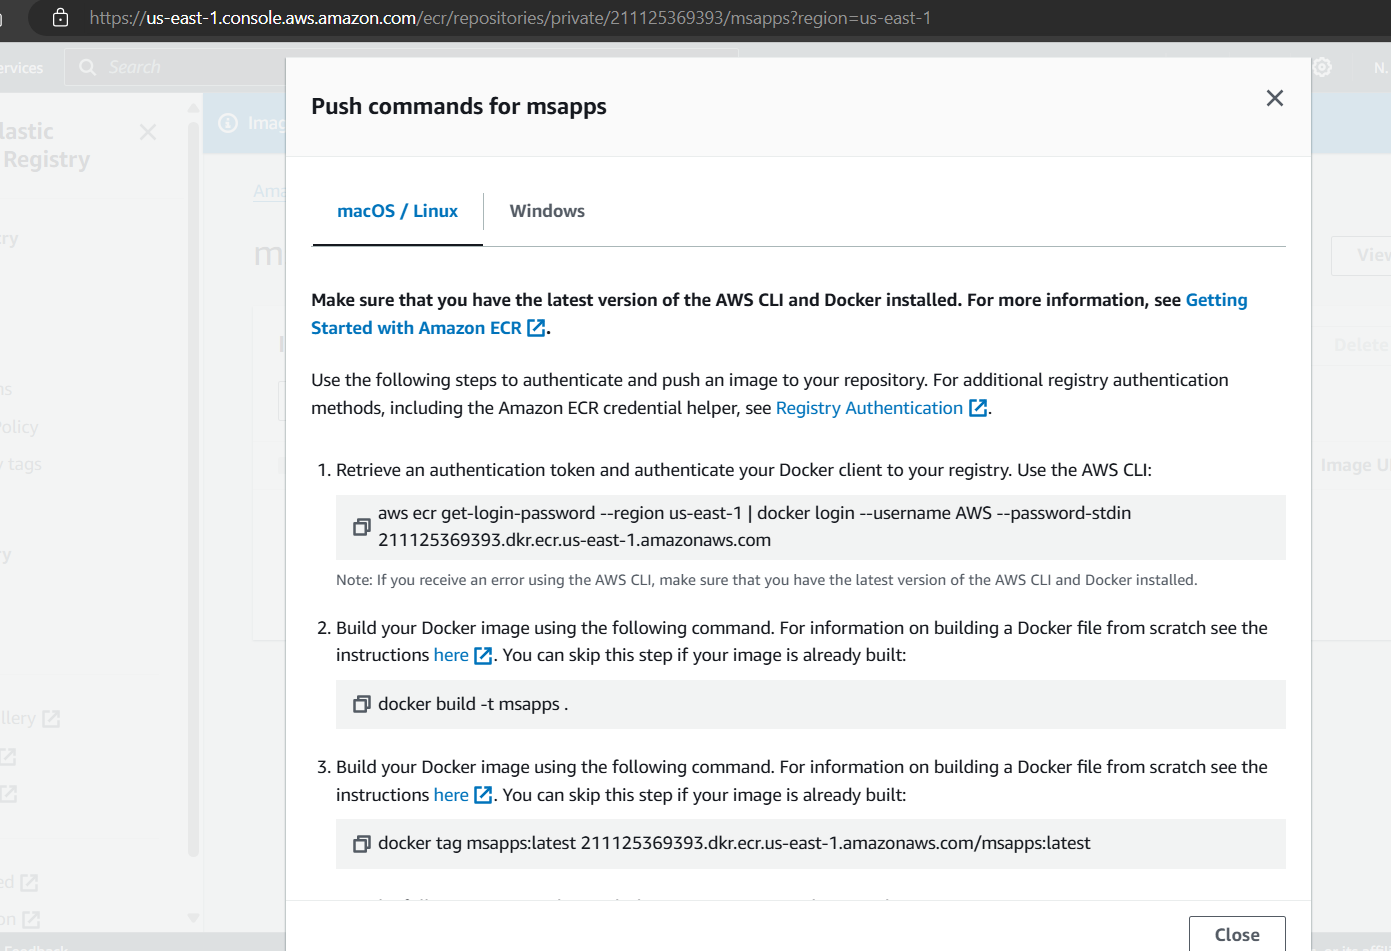 https://us-east-1.console.aws.amazon.com/ecr/repositories/private/211125369393/msapps?region=us-east-1
ervices
Search
N.
lastic
Registry
Imag
Push commands for msapps
Ama
ry
m
View
macOS / Linux
Windows
Make sure that you have the latest version of the AWS CLI and Docker installed. For more information, see Getting
Started with Amazon ECR.
Delete
Use the following steps to authenticate and push an image to your repository. For additional registry authentication
methods, including the Amazon ECR credential helper, see Registry Authentication.
ns
olicy
y tags
Image U
1. Retrieve an authentication token and authenticate your Docker client to your registry. Use the AWS CLI:
aws ecr get-login-password --region us-east-1 | docker login --username AWS --password-stdin
211125369393.dkr.ecr.us-east-1.amazonaws.com
Note: If you receive an error using the AWS CLI, make sure that you have the latest version of the AWS CLI and Docker installed.
ry
2. Build your Docker image using the following command. For information on building a Docker file from scratch see the
instructions here. You can skip this step if your image is already built:
docker build -t msapps .
llery
3. Build your Docker image using the following command. For information on building a Docker file from scratch see the
instructions here. You can skip this step if your image is already built:
docker tag msapps:latest 211125369393.dkr.ecr.us-east-1.amazonaws.com/msapps:latest
ed
on
Close
Feedback